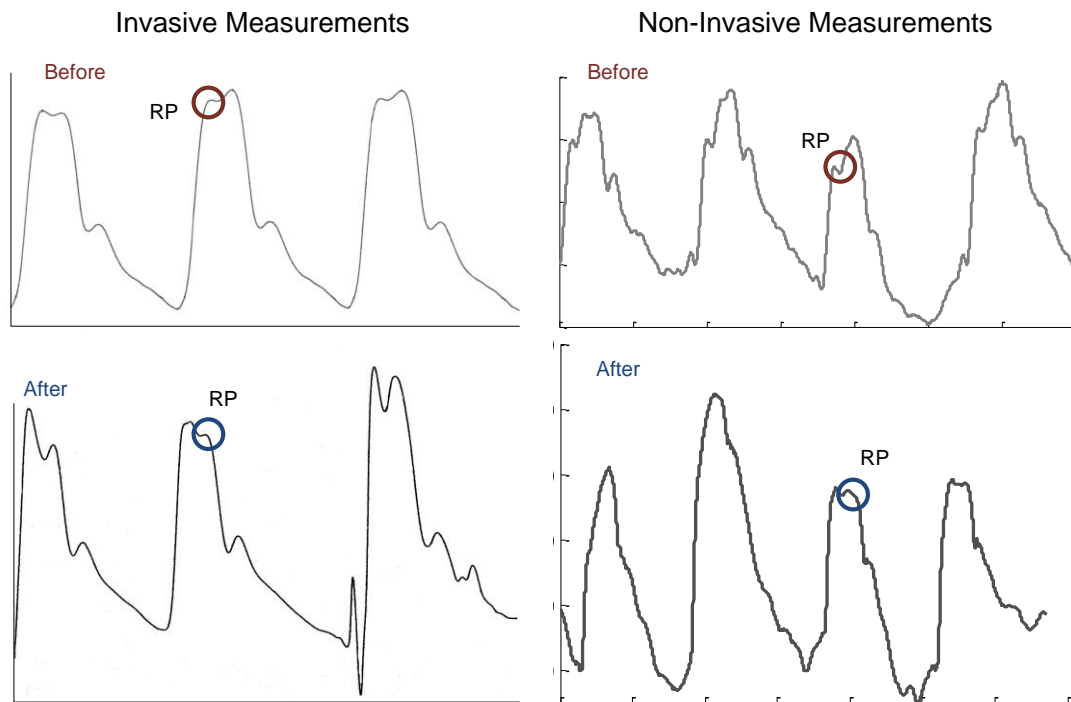 Invasive Measurements
Non-Invasive Measurements
Before
RP
Before
RP
After
RP
After
RP